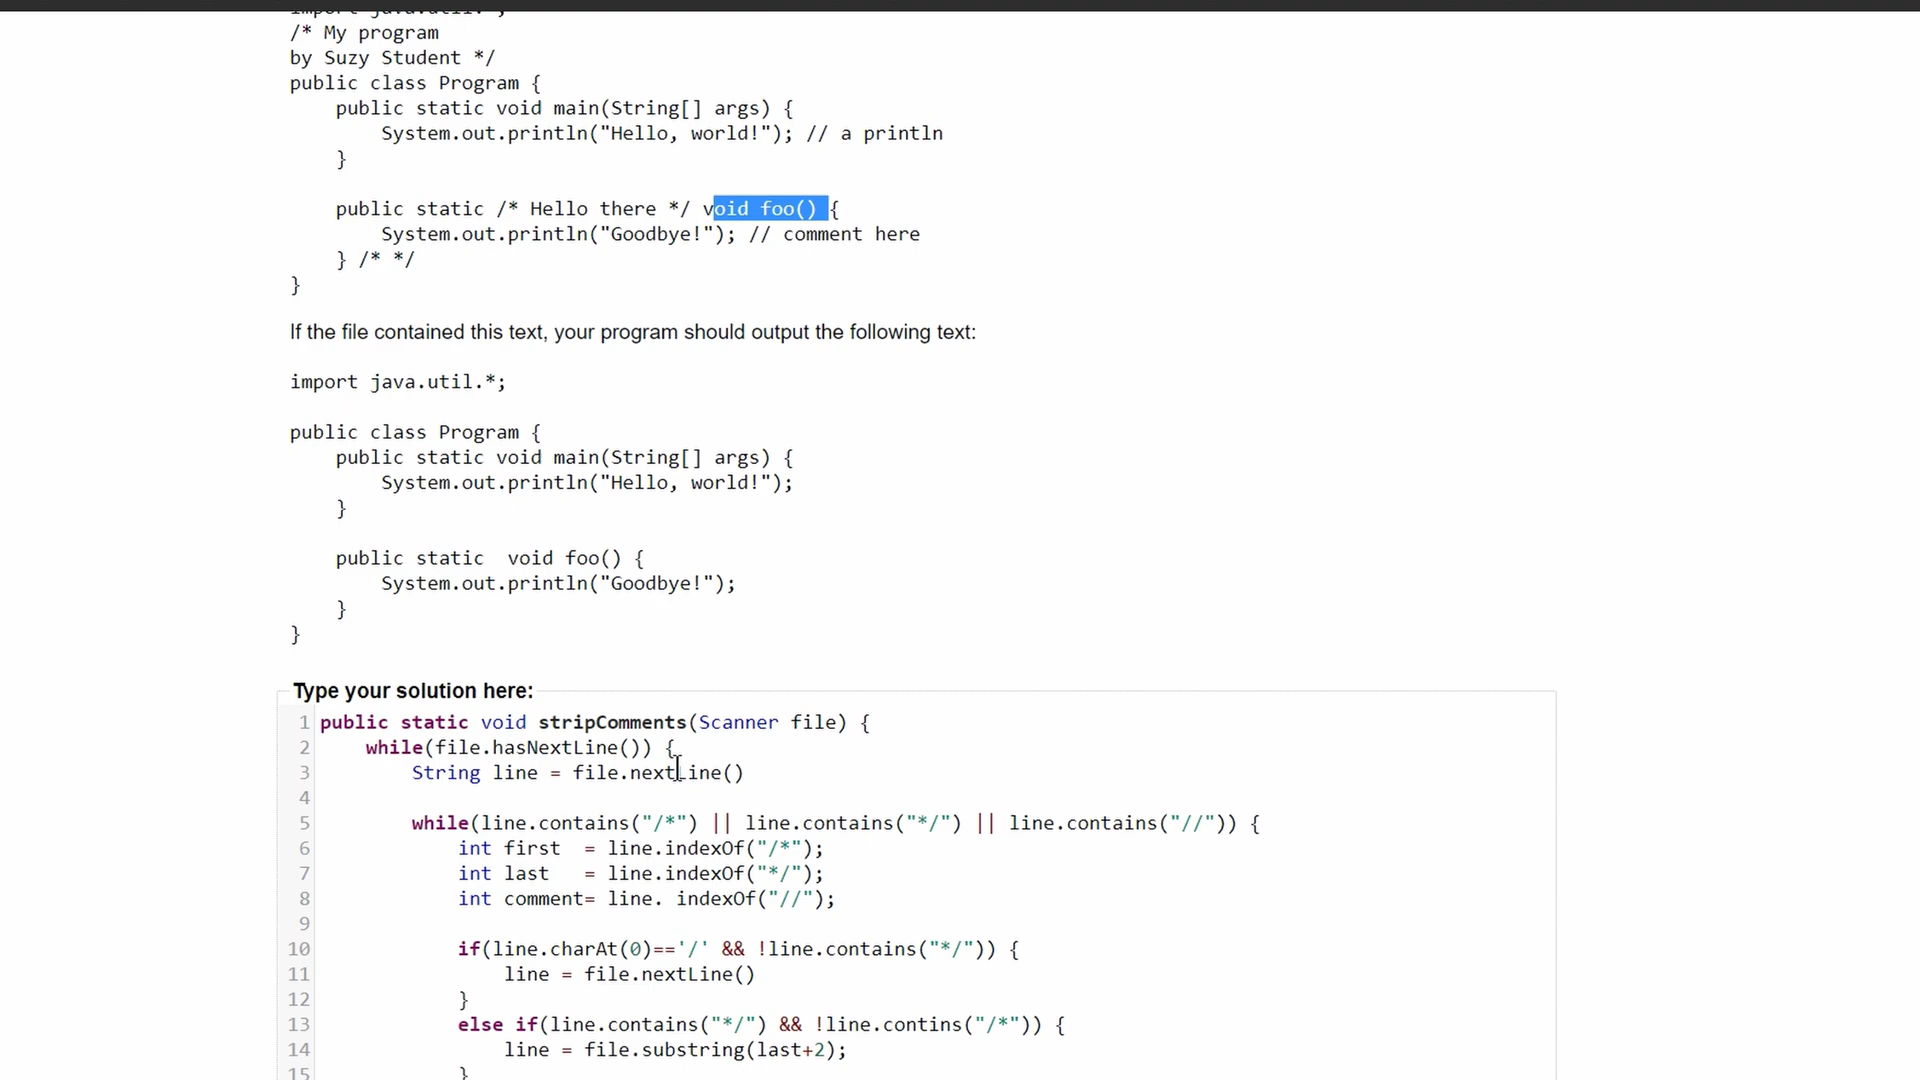 import java.util.*;
/* My program
by Suzy Student */
public class Program {
    public static void main(String[] args) {
        System.out.println("Hello, world!"); // a println
    }

    public static /* Hello there */ void foo() {
        System.out.println("Goodbye!"); // comment here
    } /* */
}
If the file contained this text, your program should output the following text:
import java.util.*;

public class Program {
    public static void main(String[] args) {
        System.out.println("Hello, world!");
    }

    public static  void foo() {
        System.out.println("Goodbye!");
    }
}
Type your solution here:
1 public static void stripComments(Scanner file) {
2     while(file.hasNextLine()) {
3         String line = file.nextLine()
4
5         while(line.contains("/*") || line.contains("*/") || line.contains("//")) {
6             int first  = line.indexOf("/*");
7             int last   = line.indexOf("*/");
8             int comment= line. indexOf("//");
9
10             if(line.charAt(0)=='/' && !line.contains("*/")) {
11                 line = file.nextLine()
12             }
13             else if(line.contains("*/") && !line.contins("/*")) {
14                 line = file.substring(last+2);
15             }